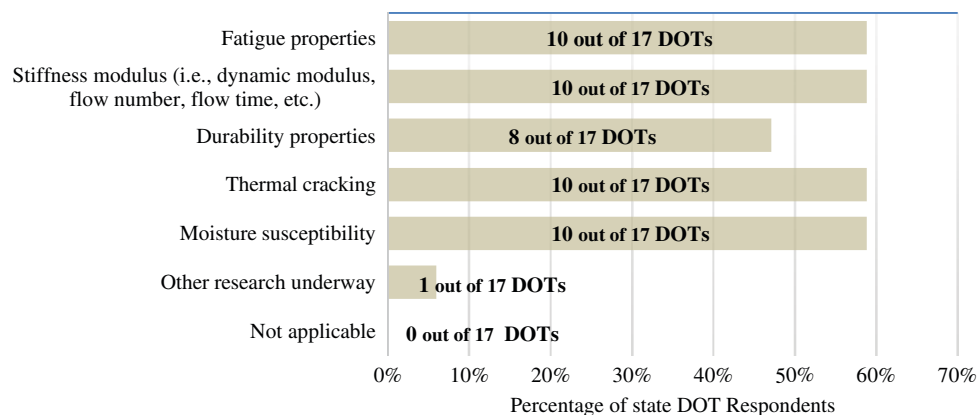 Fatigue properties
10 out of 17 DOTs
Stiffness modulus (i.e., dynamic modulus,
flow number, flow time, etc.)
10 out of 17 DOTs
Durability properties
8 out of 17 DOTs
Thermal cracking
10 out of 17 DOTs
Moisture susceptibility
10 out of 17 DOTs
Other research underway
1 out of 17 DOTs
Not applicable
0 out of 17 DOTs
0% 10% 20% 30% 40% 50% 60% 70%
Percentage of state DOT Respondents